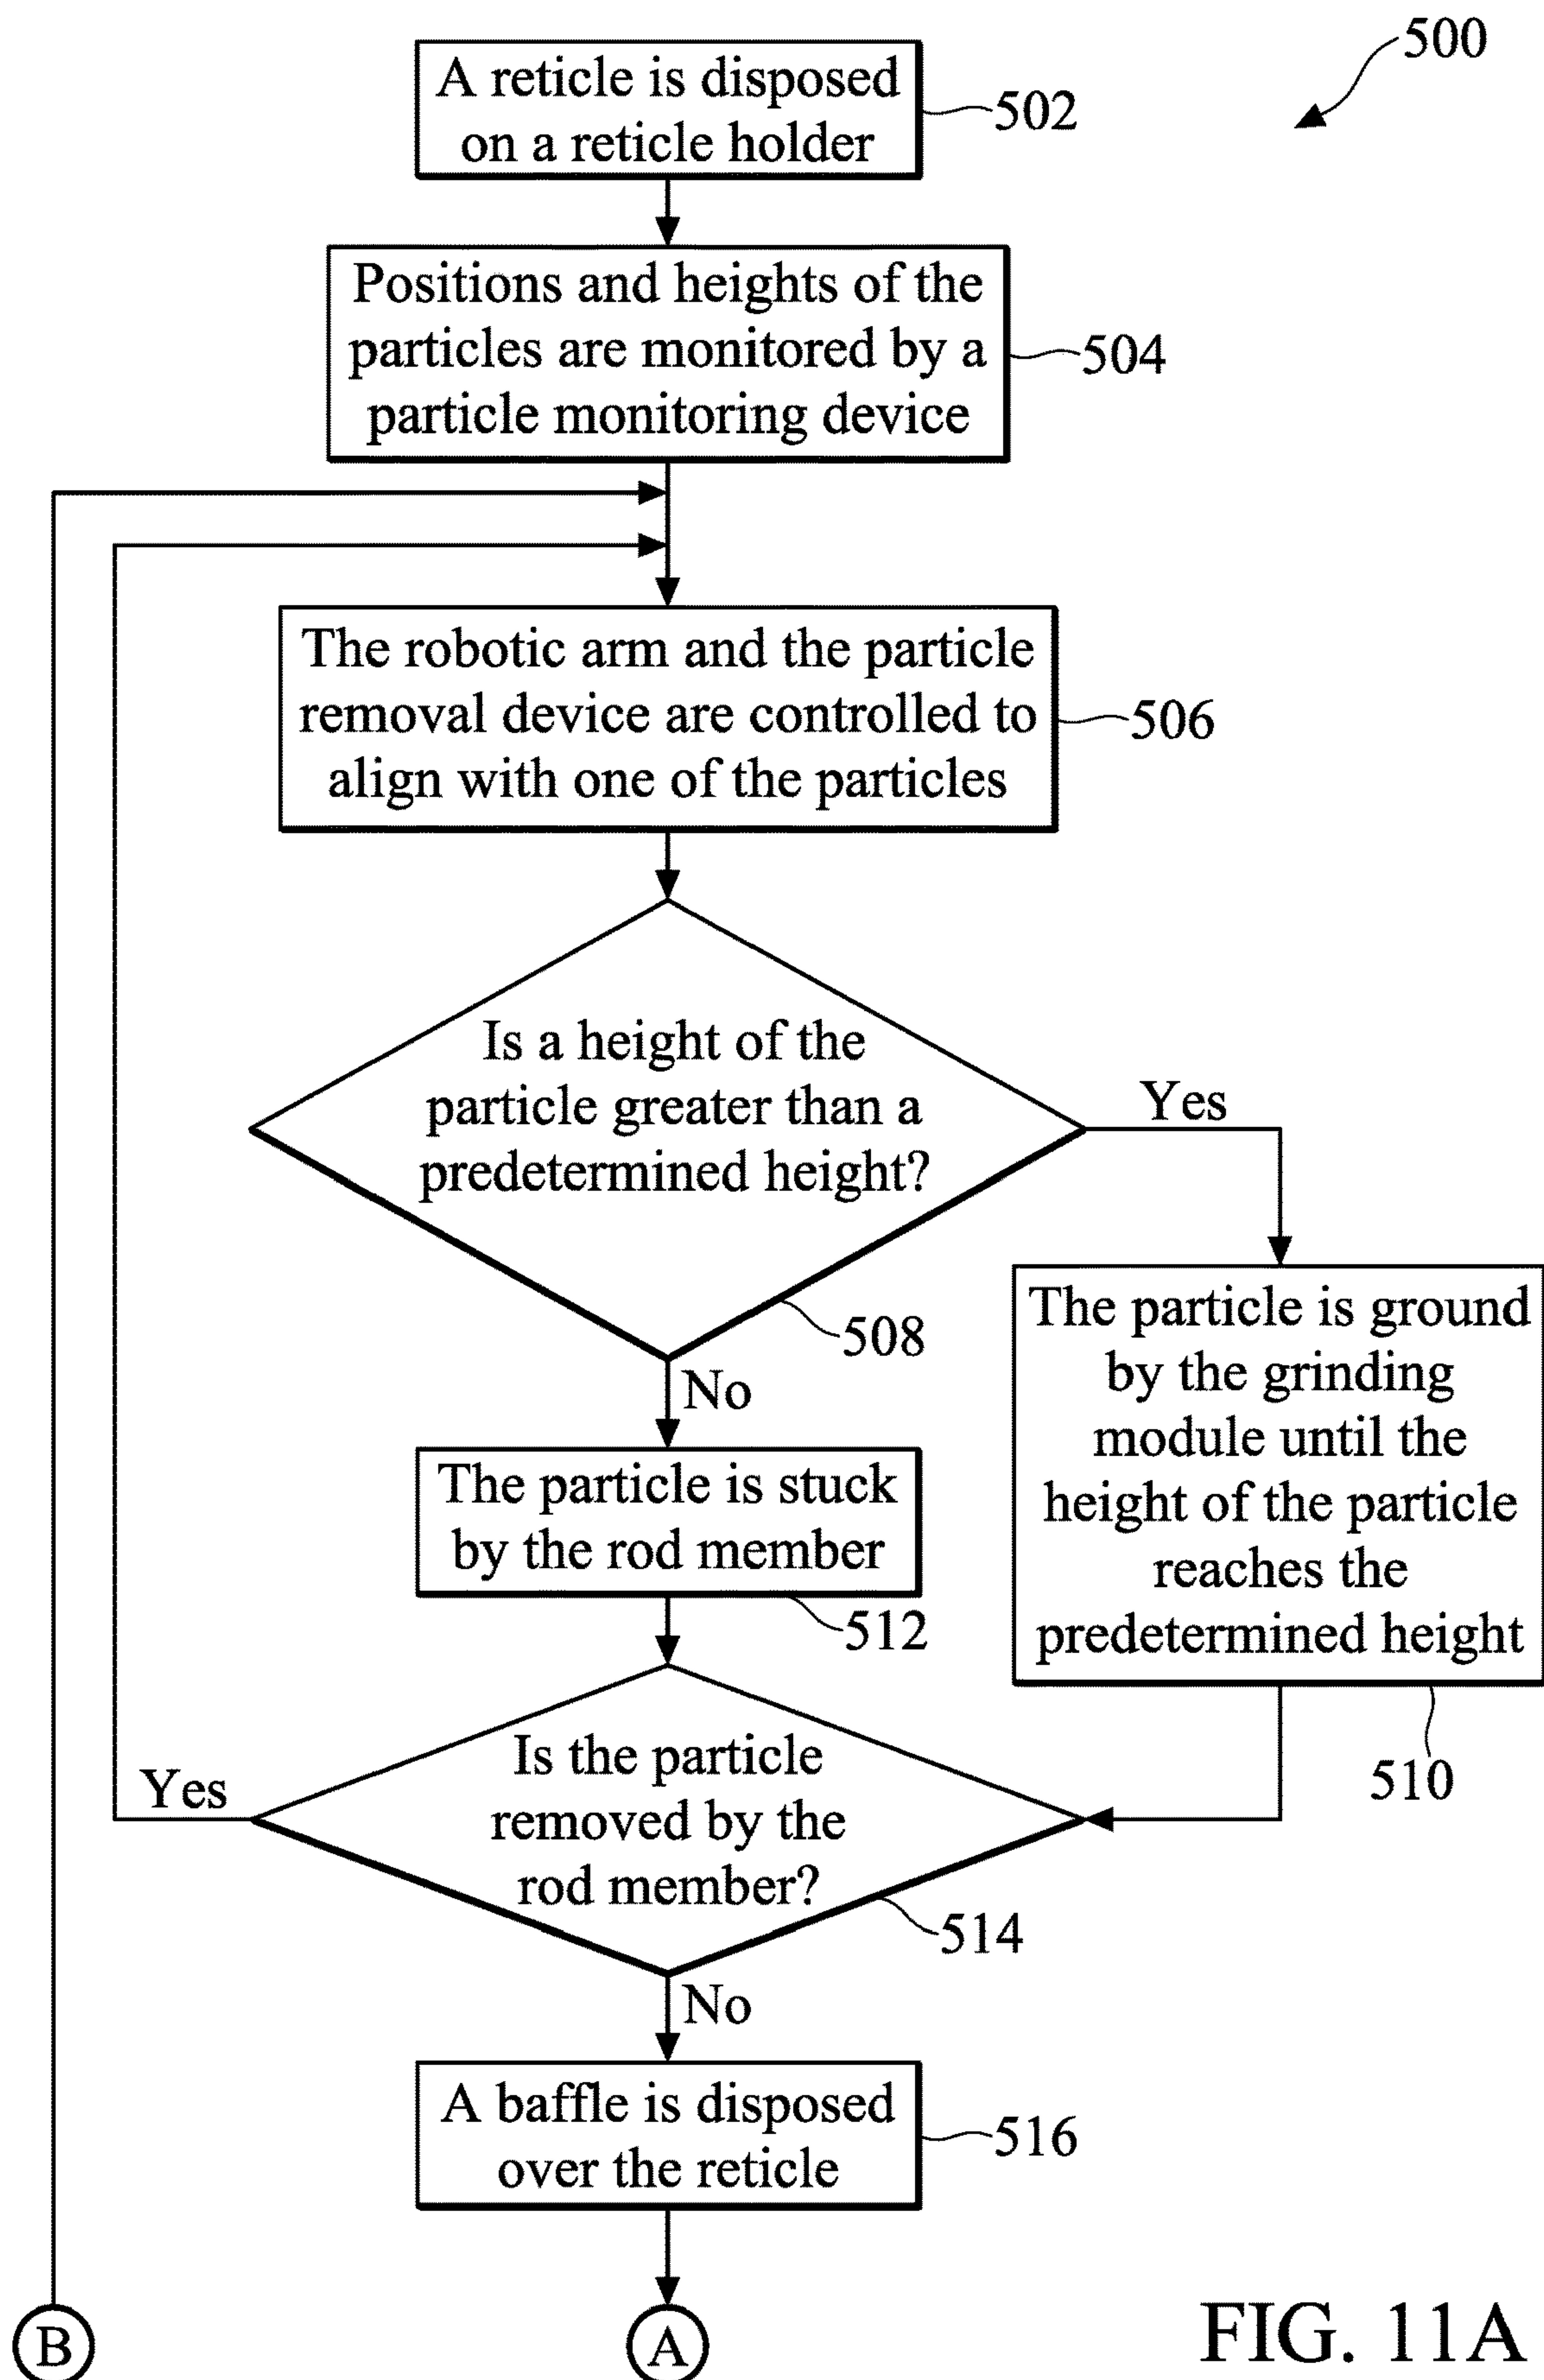 500
A reticle is disposed
on a reticle holder
502
Positions and heights of the
particles are monitored by a
particle monitoring device
504
The robotic arm and the particle
removal device are controlled to
align with one of the particles
506
Is a height of the
particle greater than a
predetermined height?
Yes
508
No
The particle is ground
by the grinding
module until the
height of the particle
reaches the
predetermined height
510
The particle is stuck
by the rod member
512
Is the particle
removed by the
rod member?
Yes
514
No
A baffle is disposed
over the reticle
516
B
A
FIG. 11A